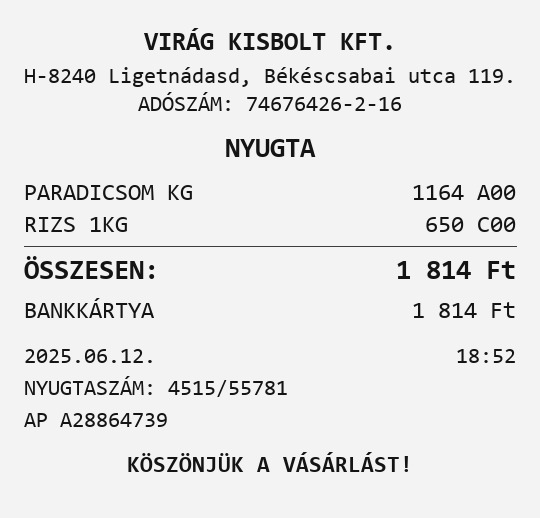 VIRÁG KISBOLT KFT.
H-8240 Ligetnádasd, Békéscsabai utca 119.
ADÓSZÁM: 74676426-2-16
NYUGTA
PARADICSOM KG 1164 A00
RIZS 1KG 650 C00
ÖSSZESEN: 1 814 Ft
BANKKÁRTYA 1 814 Ft
2025.06.12. 18:52
NYUGTASZÁM: 4515/55781
AP A28864739
KÖSZÖNJÜK A VÁSÁRLÁST!